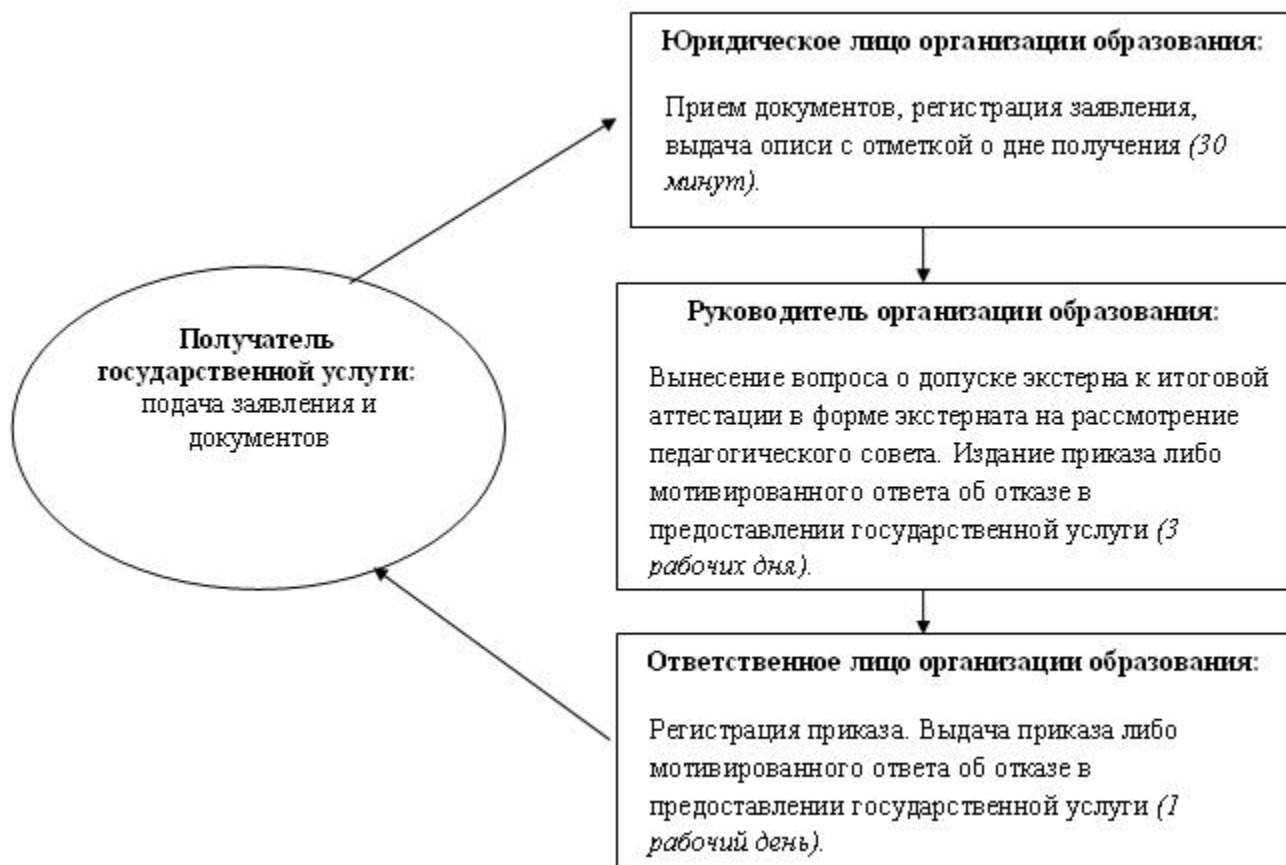 Получатель
государственной услуги:
подача заявления и
документов
Юридическое лицо организации образования:
Прием документов, регистрация заявления,
выдача описи с отметкой о дне получения (30
минут).
Руководитель организации образования:
Вынесение вопроса о допуске экстерна к итоговой
аттестации в форме экстерната на рассмотрение
педагогического совета. Издание приказа либо
мотивированного ответа об отказе в
предоставлении государственной услуги (3
рабочих дня).
Ответственное лицо организации образования:
Регистрация приказа. Выдача приказа либо
мотивированного ответа об отказе в
предоставлении государственной услуги (1
рабочий день).